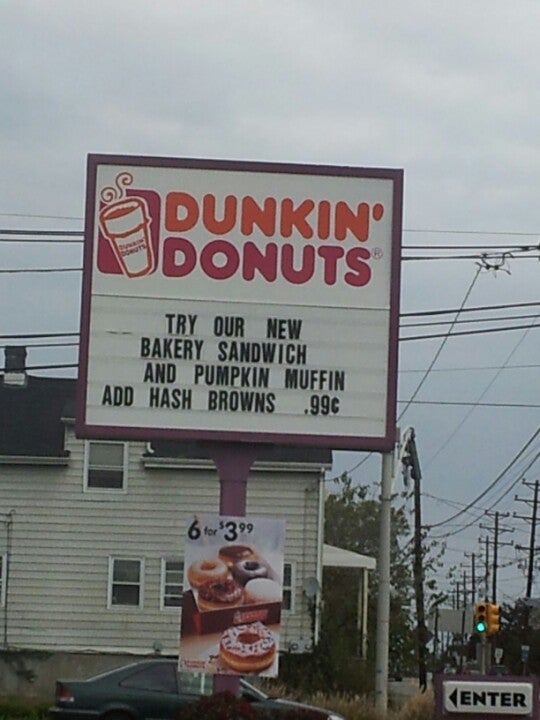 DUNKIN'
DONUTS®
TRY OUR NEW
BAKERY SANDWICH
AND PUMPKIN MUFFIN
ADD HASH BROWNS .99¢
6 for $3.99
ENTER